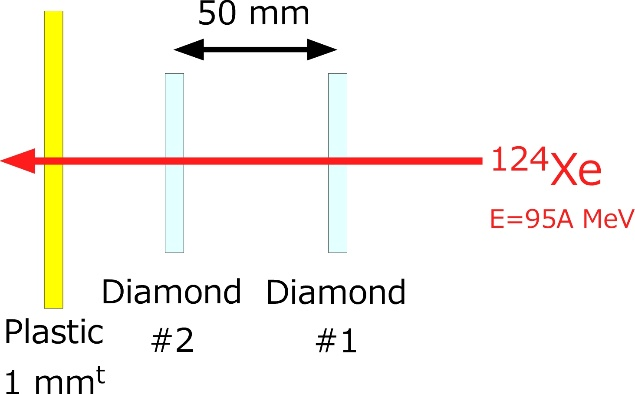 50 mm
¹²⁴Xe
E=95A MeV
Diamond
#2
Diamond
#1
Plastic
1 mmᵗ